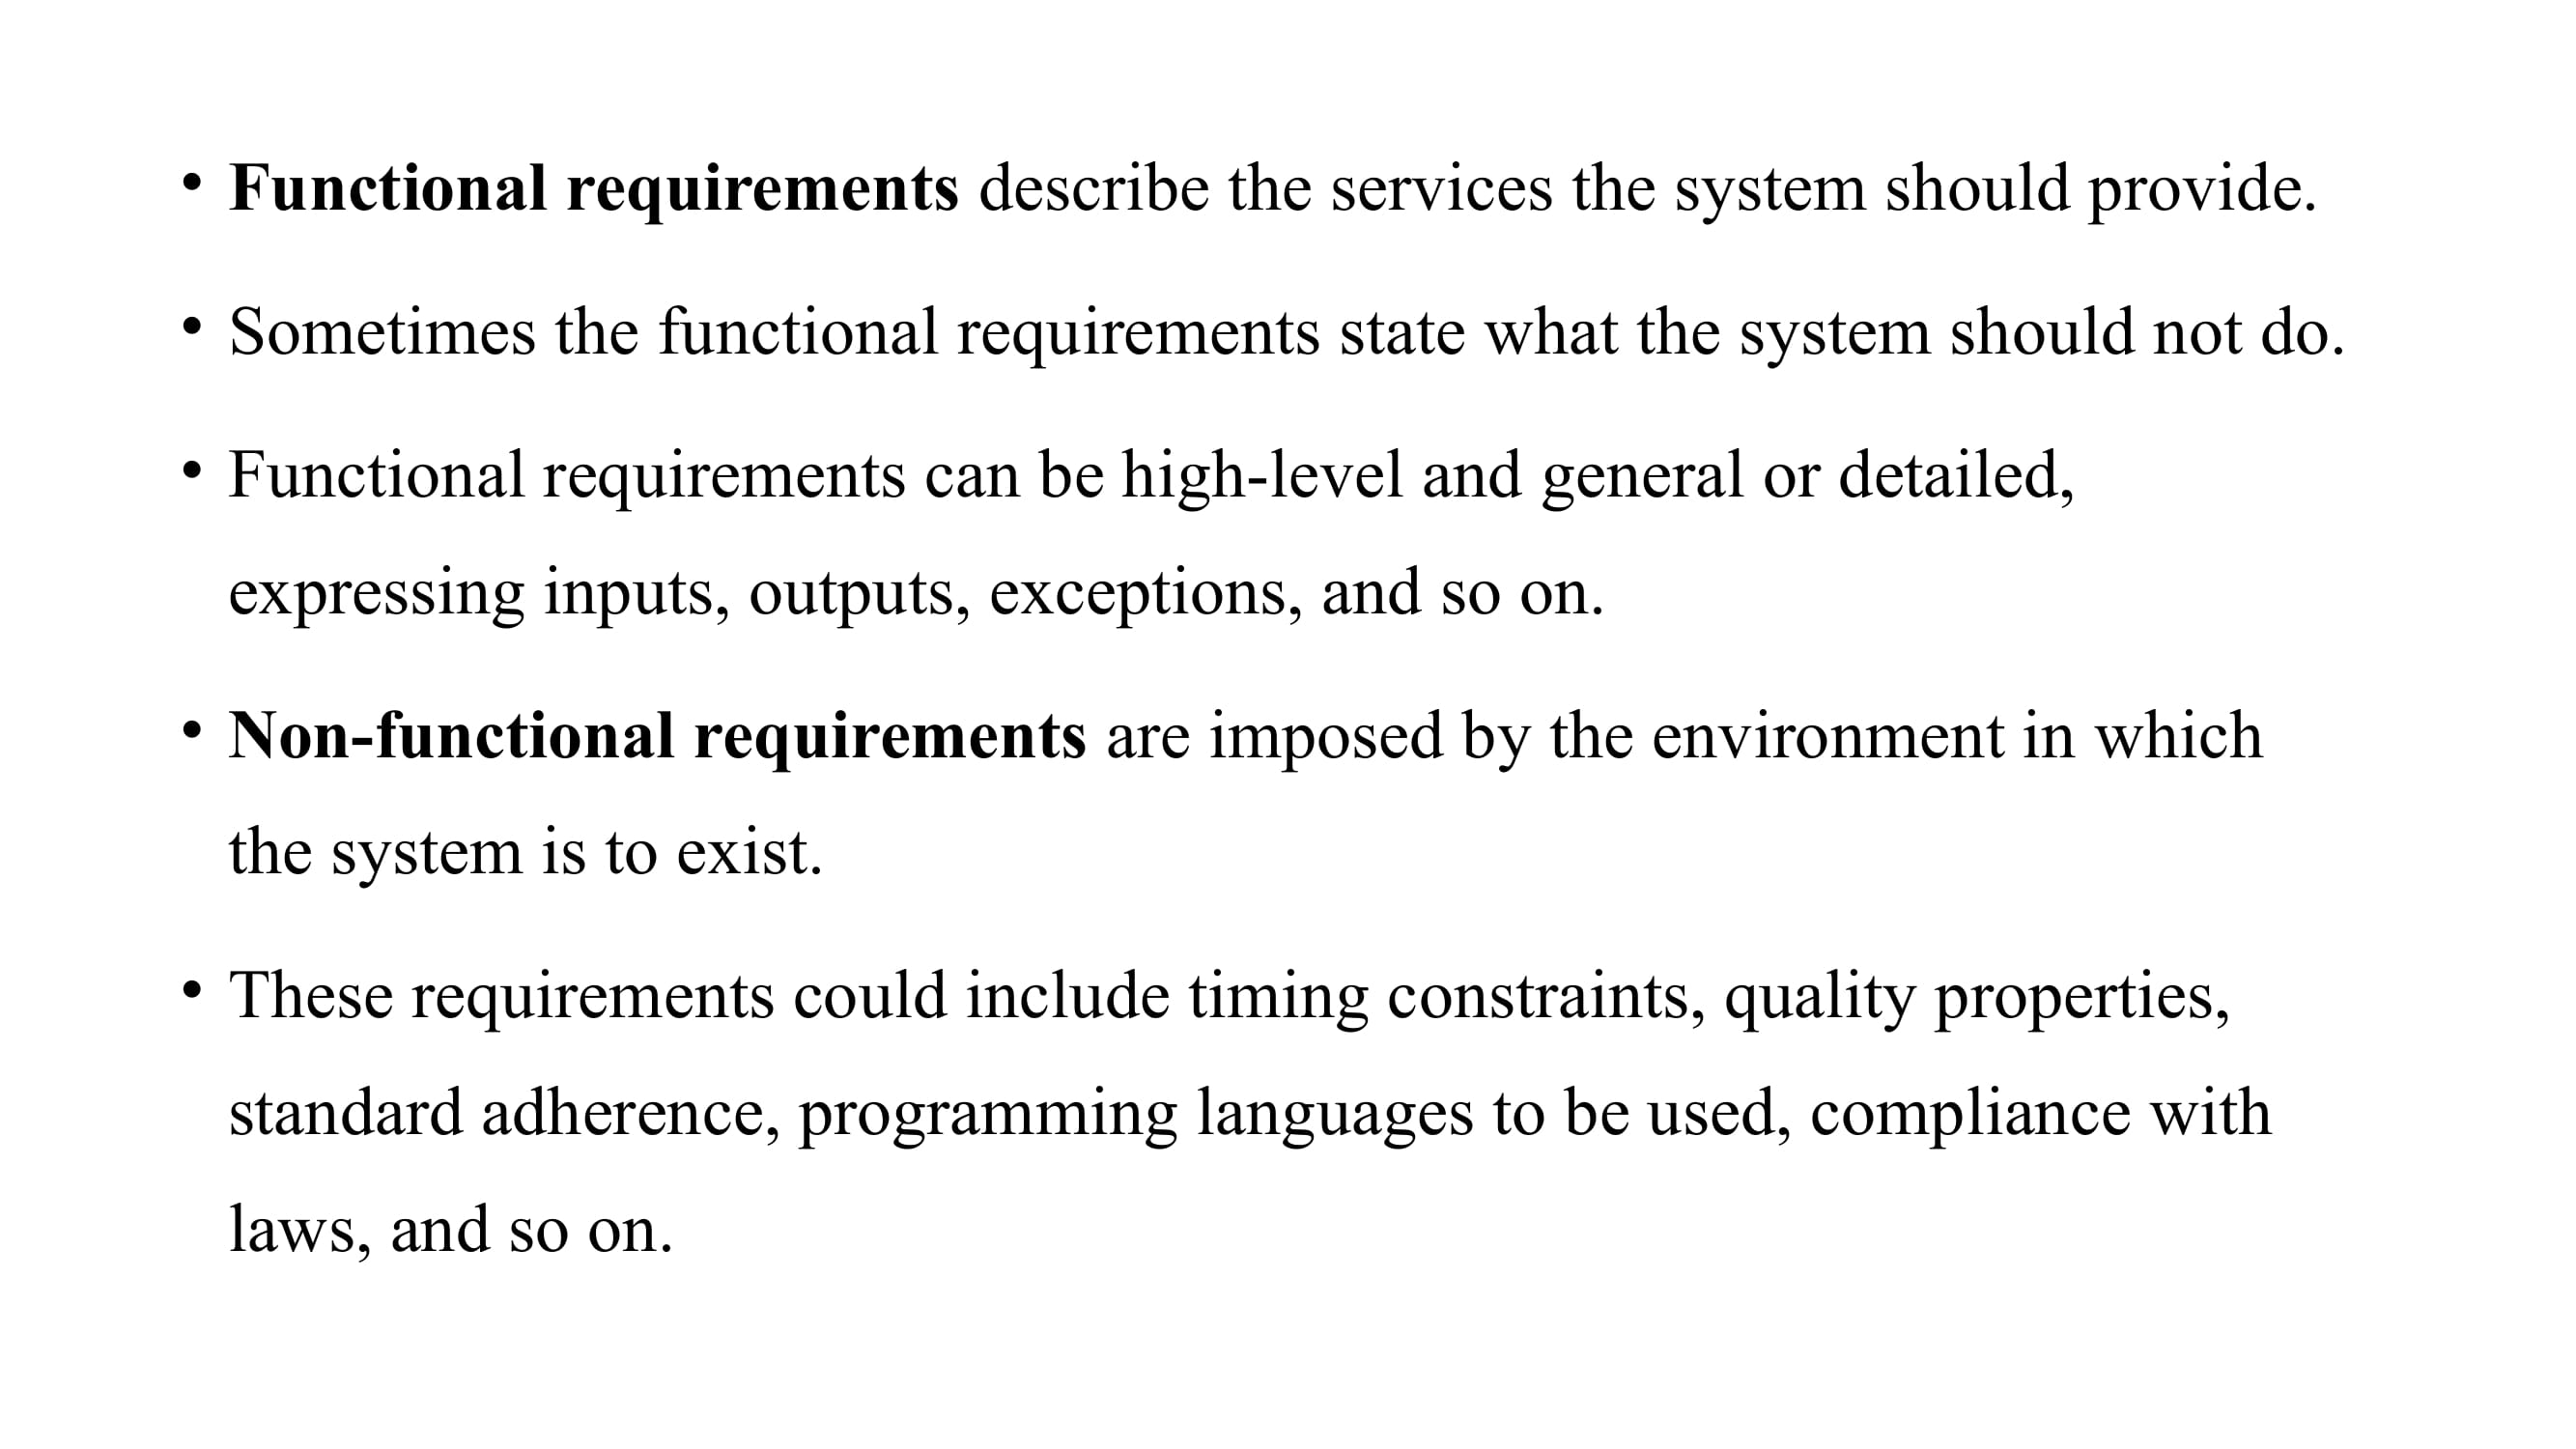 • Functional requirements describe the services the system should provide.
• Sometimes the functional requirements state what the system should not do.
• Functional requirements can be high-level and general or detailed,
expressing inputs, outputs, exceptions, and so on.
• Non-functional requirements are imposed by the environment in which
the system is to exist.
• These requirements could include timing constraints, quality properties,
standard adherence, programming languages to be used, compliance with
laws, and so on.